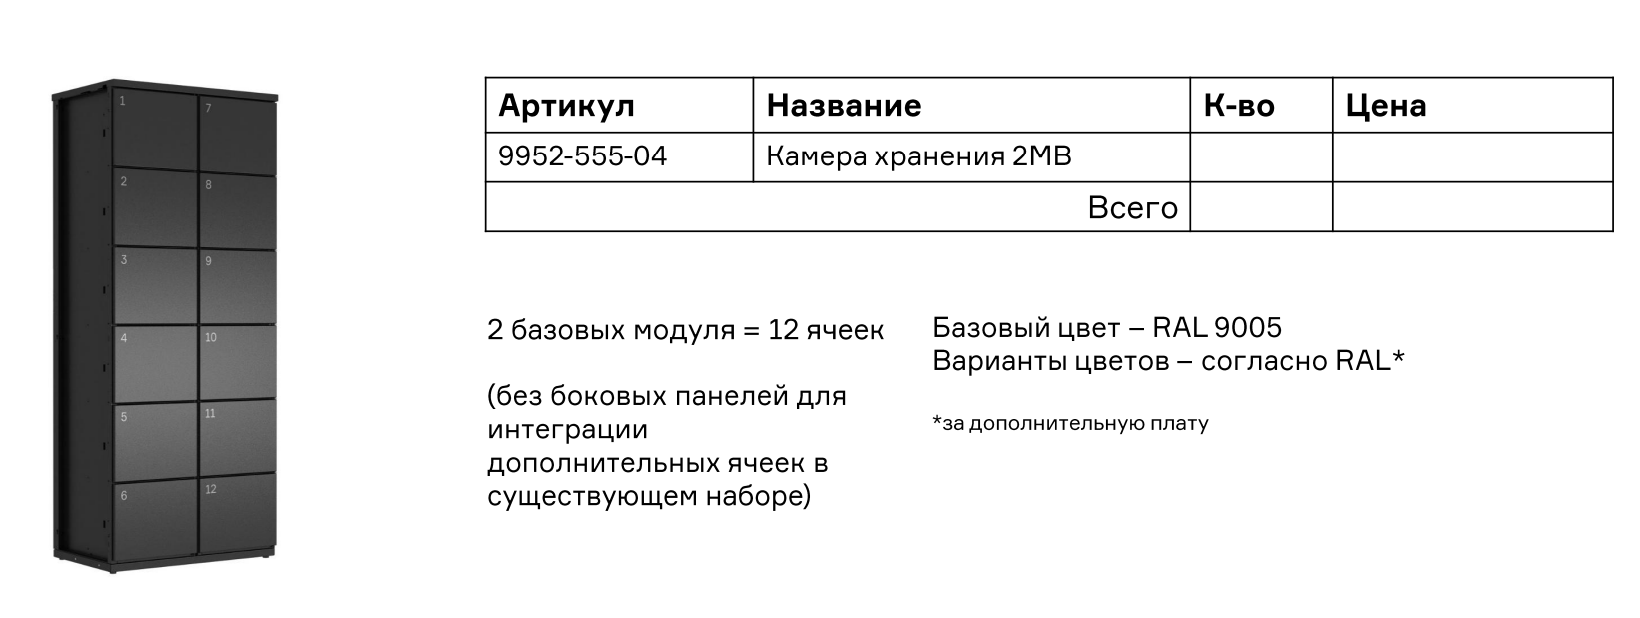 1
7
2
8
3
9
4
10
5
11
6
12
Артикул Название К-во Цена
9952-555-04 Камера хранения 2МВ
Всего
2 базовых модуля = 12 ячеек
(без боковых панелей для
интеграции
дополнительных ячеек в
существующем наборе)
Базовый цвет – RAL 9005
Варианты цветов – согласно RAL*
*за дополнительную плату